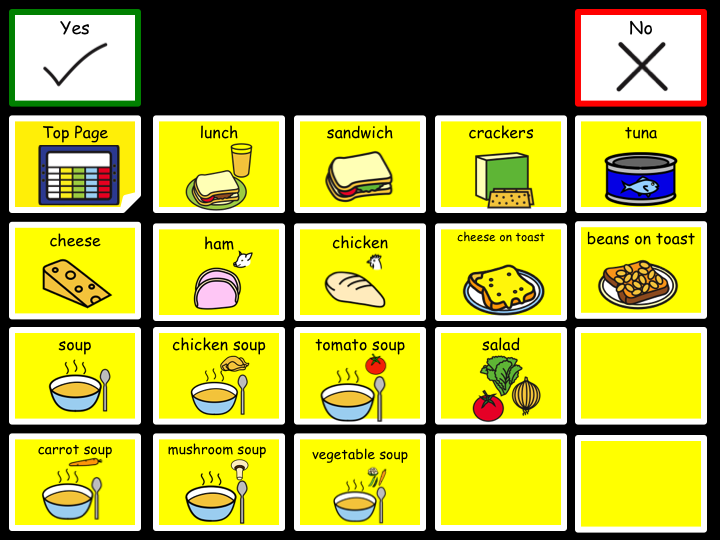 Yes
No
Top Page
lunch
sandwich
crackers
tuna
cheese
ham
chicken
cheese on toast
beans on toast
soup
chicken soup
tomato soup
salad
carrot soup
mushroom soup
vegetable soup